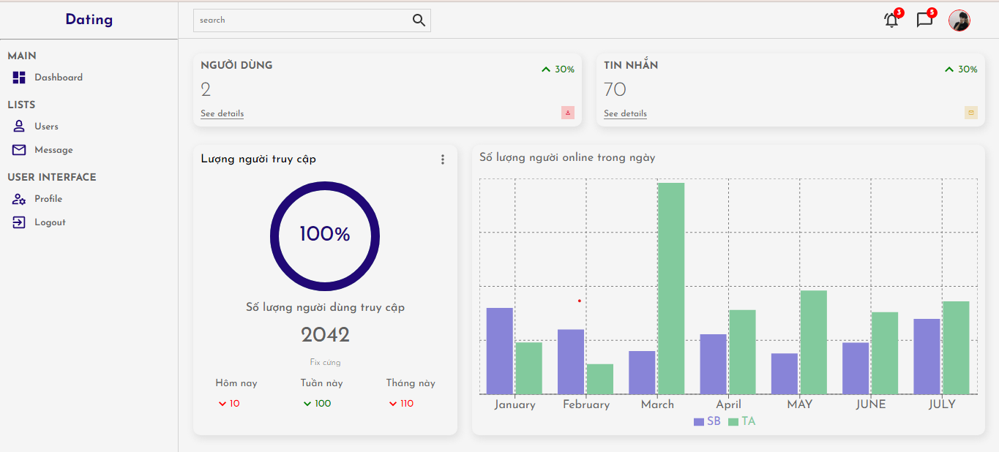 Dating
search
3
5
MAIN
Dashboard
LISTS
Users
Message
USER INTERFACE
Profile
Logout
NGƯỜI DÙNG
30%
2
See details
TIN NHẮN
30%
70
See details
Lượng người truy cập
100%
Số lượng người dùng truy cập
2042
Fix cứng
Hôm nay
Tuần này
Tháng này
10
100
110
Số lượng người online trong ngày
January
February
March
April
MAY
JUNE
JULY
SB
TA